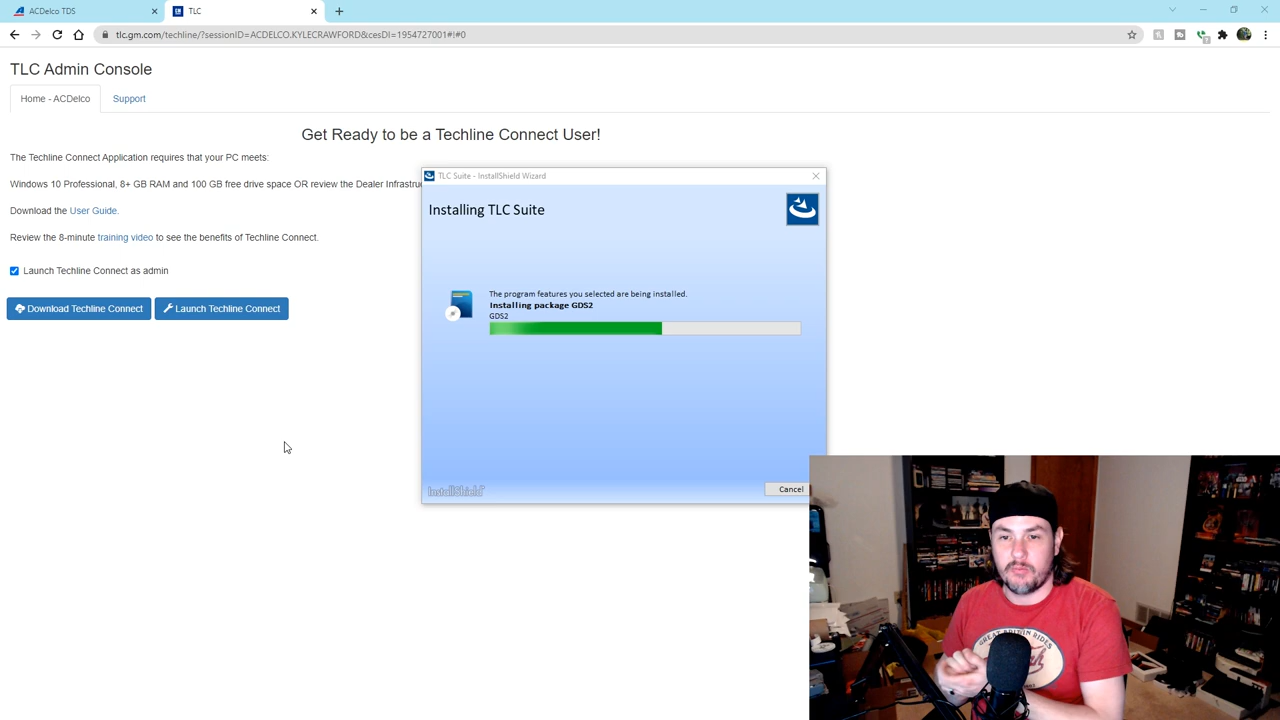 ACDelco TDS
TLC
tlc.gm.com/techline/?sessionID=ACDELCO.KYLECRAWFORD&cesDI=1954727001#!#0
TLC Admin Console
Home - ACDelco
Support
Get Ready to be a Techline Connect User!
The Techline Connect Application requires that your PC meets:
Windows 10 Professional, 8+ GB RAM and 100 GB free drive space OR review the Dealer Infrastru
Download the User Guide.
Review the 8-minute training video to see the benefits of Techline Connect.
Launch Techline Connect as admin
Download Techline Connect
Launch Techline Connect
TLC Suite - InstallShield Wizard
Installing TLC Suite
The program features you selected are being installed.
Installing package GDS2
GDS2
InstallShield
Cancel
GREAT BRITAIN RIDES